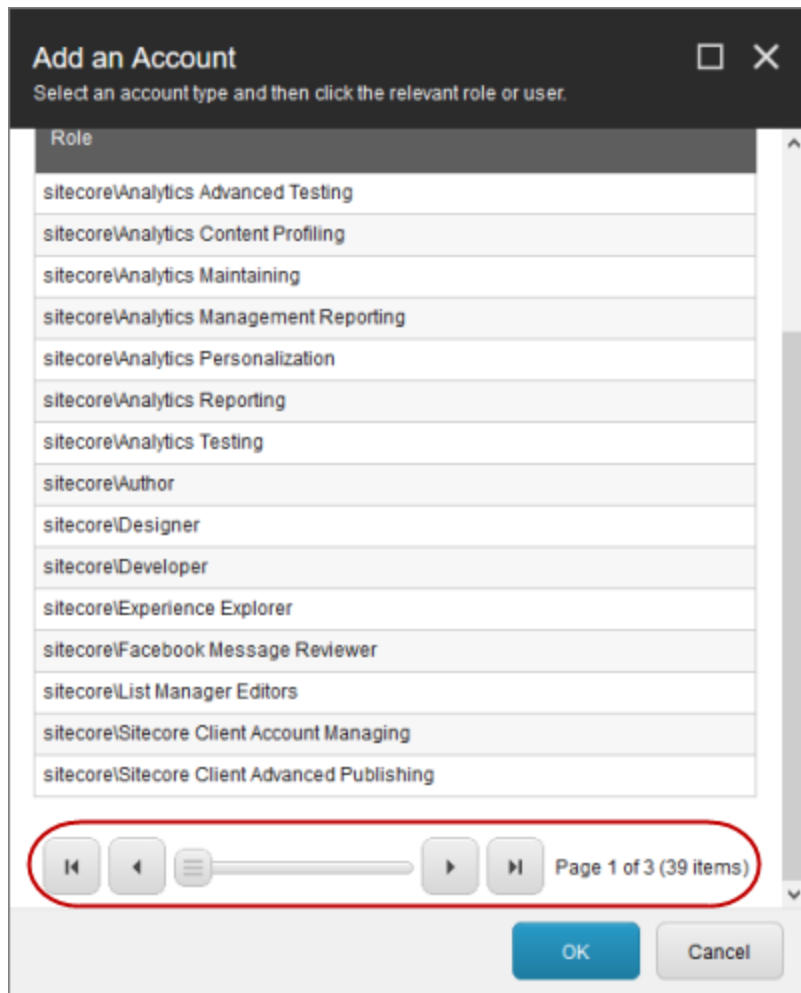 Add an Account
Select an account type and then click the relevant role or user.
Role
sitecore\Analytics Advanced Testing
sitecore\Analytics Content Profiling
sitecore\Analytics Maintaining
sitecore\Analytics Management Reporting
sitecore\Analytics Personalization
sitecore\Analytics Reporting
sitecore\Analytics Testing
sitecore\Author
sitecore\Designer
sitecore\Developer
sitecore\Experience Explorer
sitecore\Facebook Message Reviewer
sitecore\List Manager Editors
sitecore\Sitecore Client Account Managing
sitecore\Sitecore Client Advanced Publishing
Page 1 of 3 (39 items)
OK Cancel